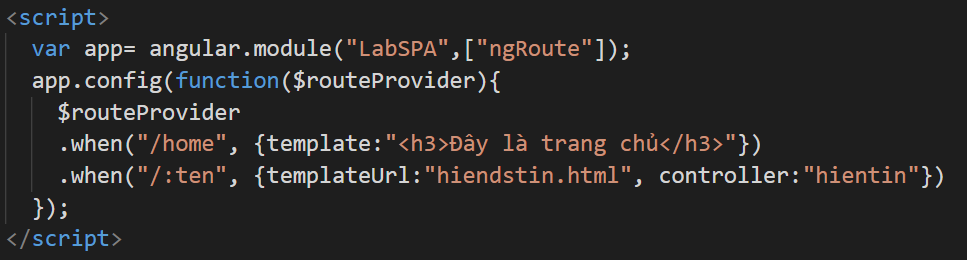 <script>
var app= angular.module("LabSPA",["ngRoute"]);
app.config(function($routeProvider){
$routeProvider
.when("/home", {template:"<h3>Đây là trang chủ</h3>"})
.when("/:ten", {templateUrl:"hiendstin.html", controller:"hientin"})
});
</script>